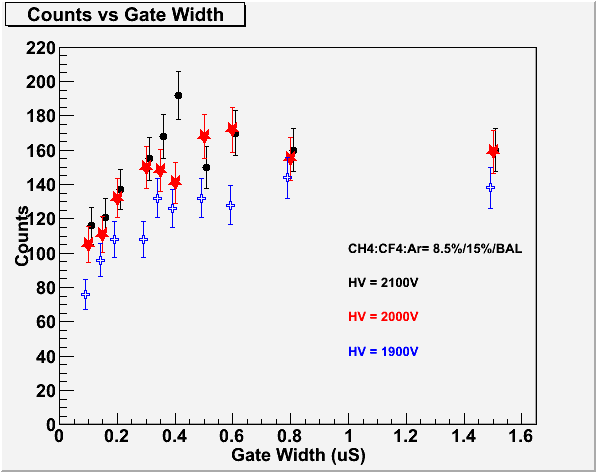 Counts vs Gate Width
220
200
180
160
140
120
100
80
60
40
20
0
Counts
CH4:CF4:Ar= 8.5%/15%/BAL
HV = 2100V
HV = 2000V
HV = 1900V
0 0.2 0.4 0.6 0.8 1 1.2 1.4 1.6
Gate Width (uS)